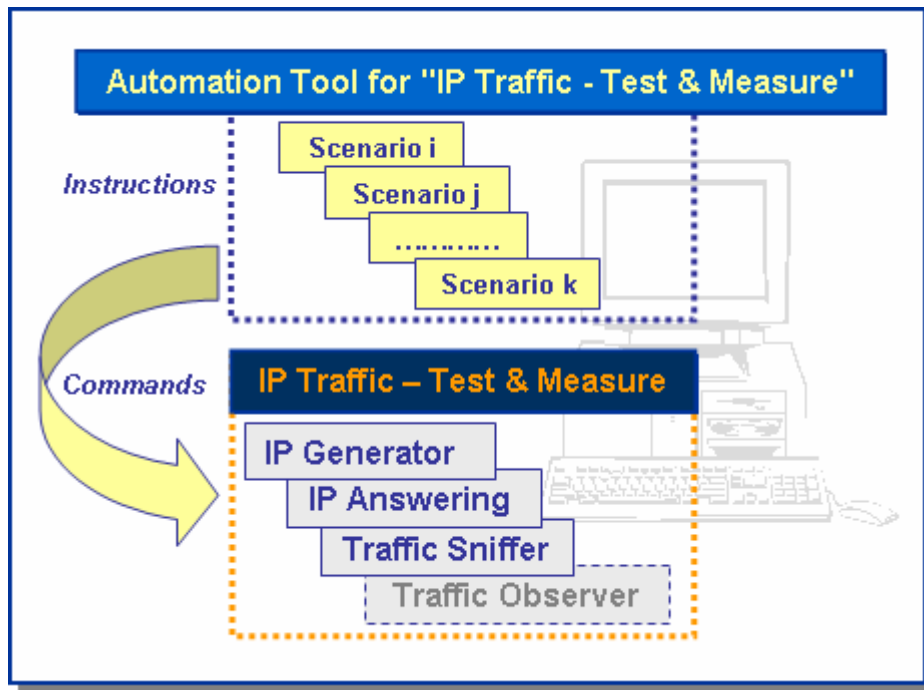 Automation Tool for "IP Traffic - Test & Measure"
Instructions
Scenario i
Scenario j
…………
Scenario k
Commands
IP Traffic – Test & Measure
IP Generator
IP Answering
Traffic Sniffer
Traffic Observer